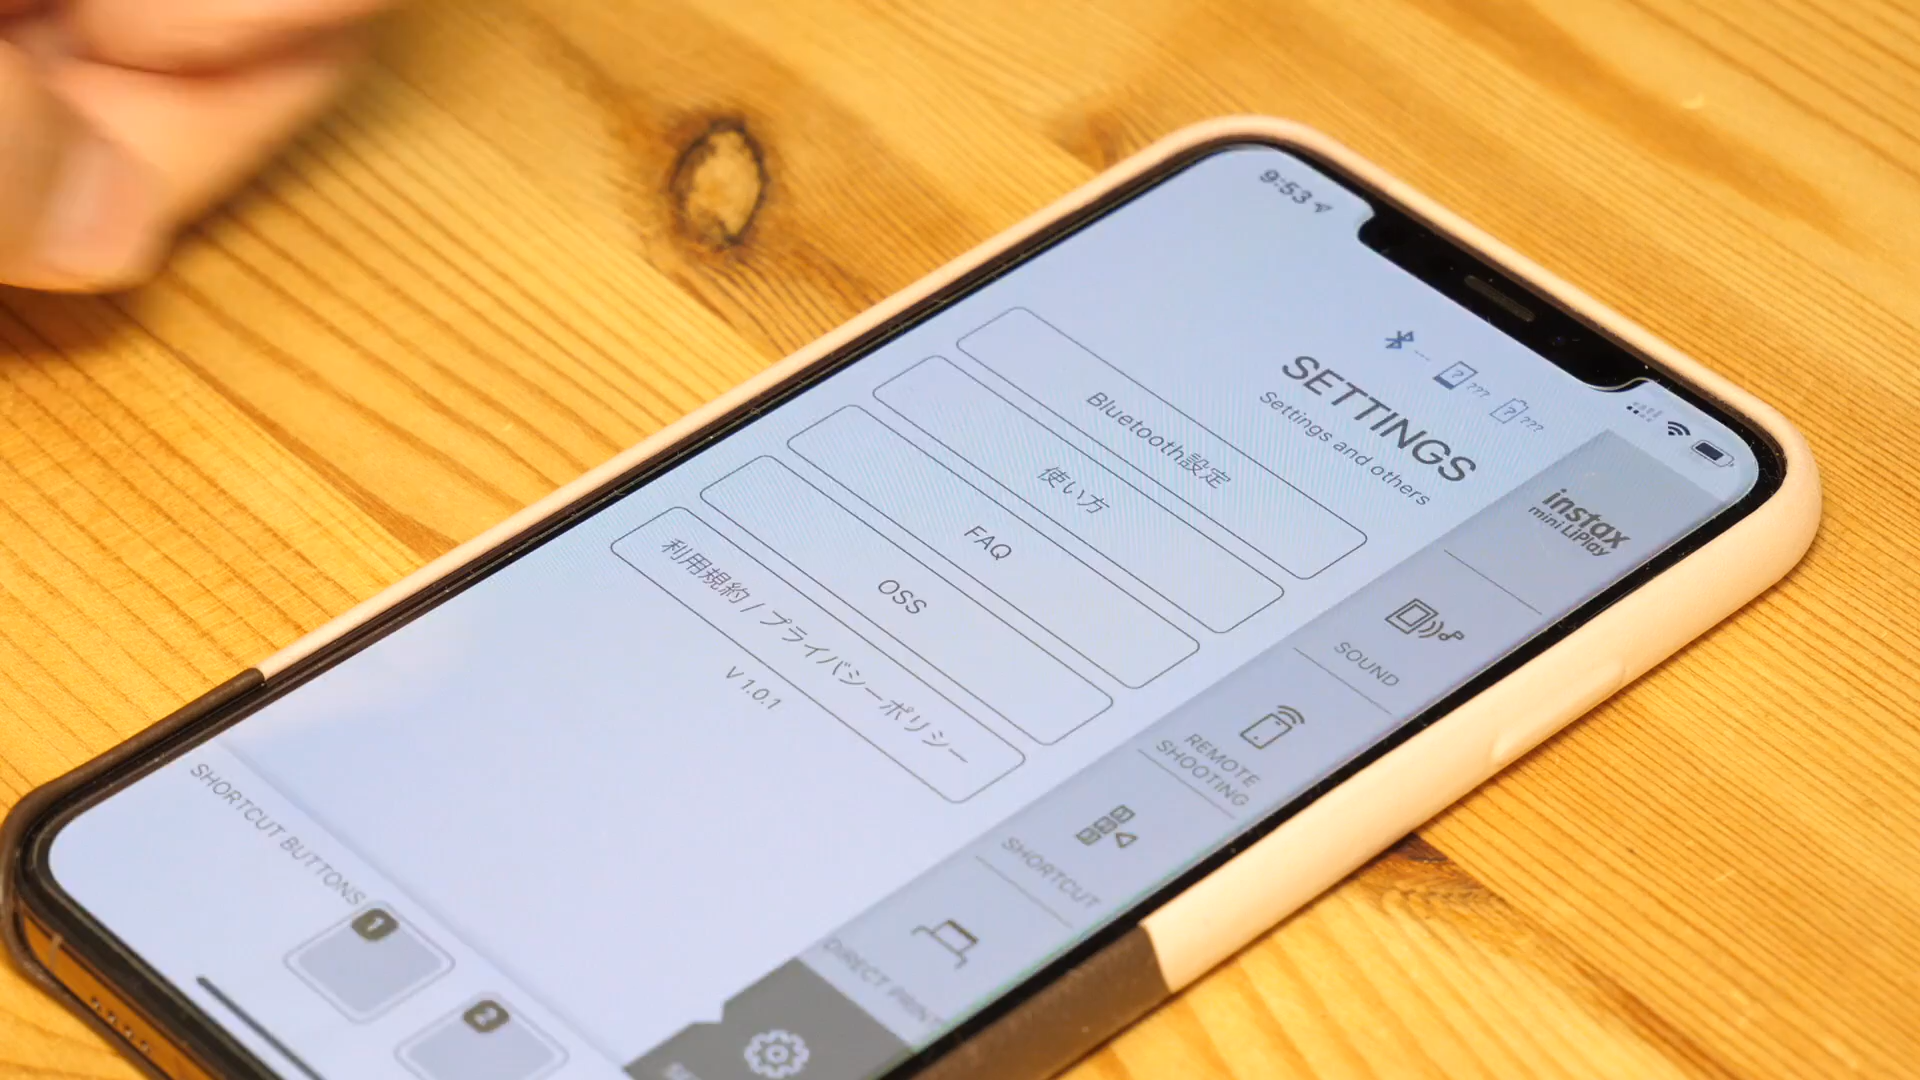 9:53
??? ???
SETTINGS
Settings and others
Bluetooth設定
使い方
FAQ
OSS
利用規約 / プライバシーポリシー
V 1.0.1
instax
mini LiPlay
SOUND
REMOTE
SHOOTING
SHORTCUT
DIRECT PRINT
SHORTCUT BUTTONS
1
2